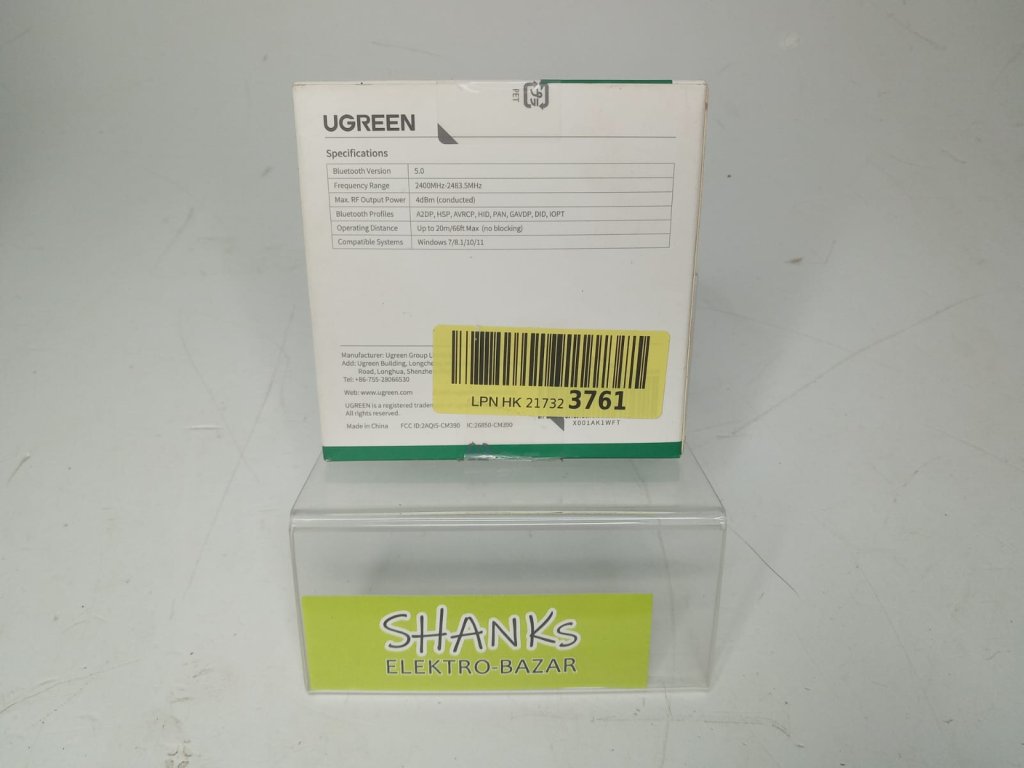 PET
UGREEN
Specifications
Bluetooth Version 5.0
Frequency Range 2400MHz-2483.5MHz
Max. RF Output Power 4dBm (conducted)
Bluetooth Profiles A2DP, HSP, AVRCP, HID, PAN, GAVDP, DID, IOPT
Operating Distance Up to 20m/66ft Max (no blocking)
Compatible Systems Windows 7/8.1/10/11
Manufacturer: Ugreen Group
Add: Ugreen Building,
Road, Longhua, Shenzhe
Tel: +86-755-28066530
Web: www.ugreen.com
UGREEN is a registered
All rights reserved.
Made in China FCC ID:2AQI5-CM390 IC:26850-CM390
LPN HK 21732 3761
X001AK1WFT
SHANKs
ELEKTRO-BAZAR